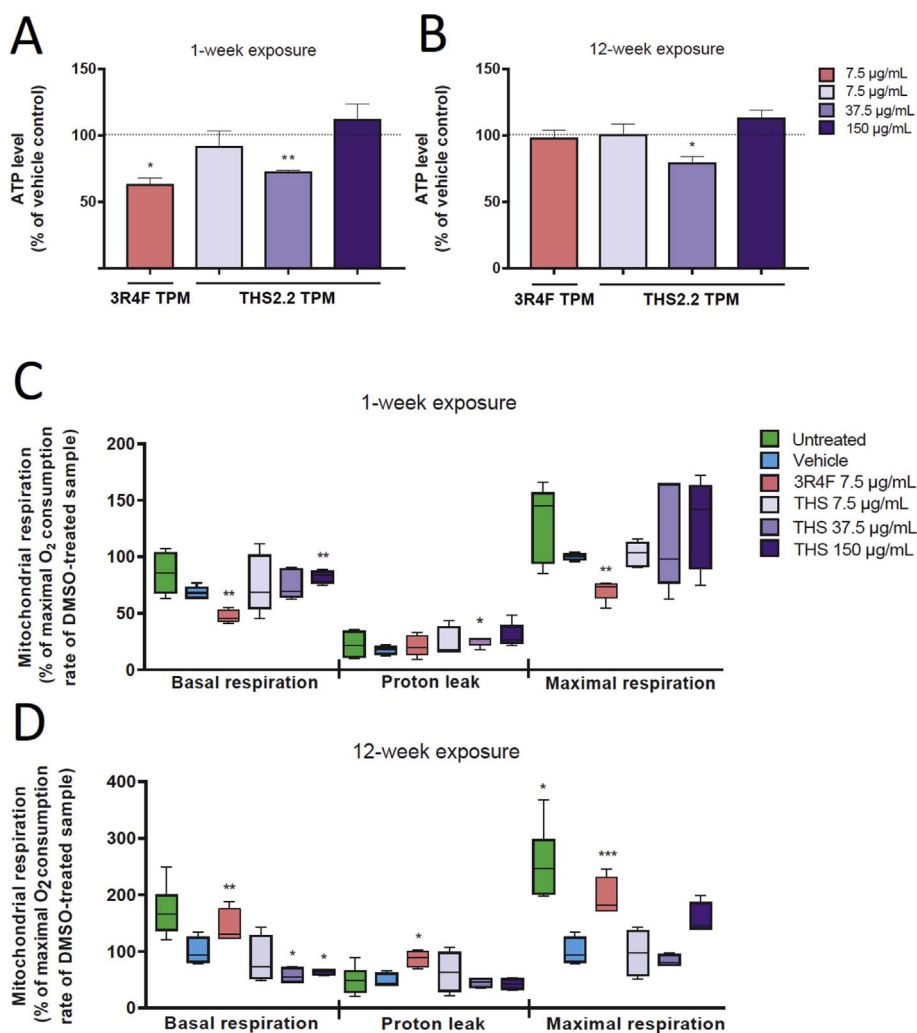 A
1-week exposure
ATP level
(% of vehicle control)
150
100
50
0
*
**
3R4F TPM
THS2.2 TPM
B
12-week exposure
ATP level
(% of vehicle control)
150
100
50
0
*
3R4F TPM
THS2.2 TPM
7.5 µg/mL
7.5 µg/mL
37.5 µg/mL
150 µg/mL
C
1-week exposure
Mitochondrial respiration
(% of maximal O2 consumption
rate of DMSO-treated sample)
200
150
100
50
0
**
**
*
**
Basal respiration
Proton leak
Maximal respiration
Untreated
Vehicle
3R4F 7.5 µg/mL
THS 7.5 µg/mL
THS 37.5 µg/mL
THS 150 µg/mL
D
12-week exposure
Mitochondrial respiration
(% of maximal O2 consumption
rate of DMSO-treated sample)
400
300
200
100
0
**
*
*
*
*
***
Basal respiration
Proton leak
Maximal respiration